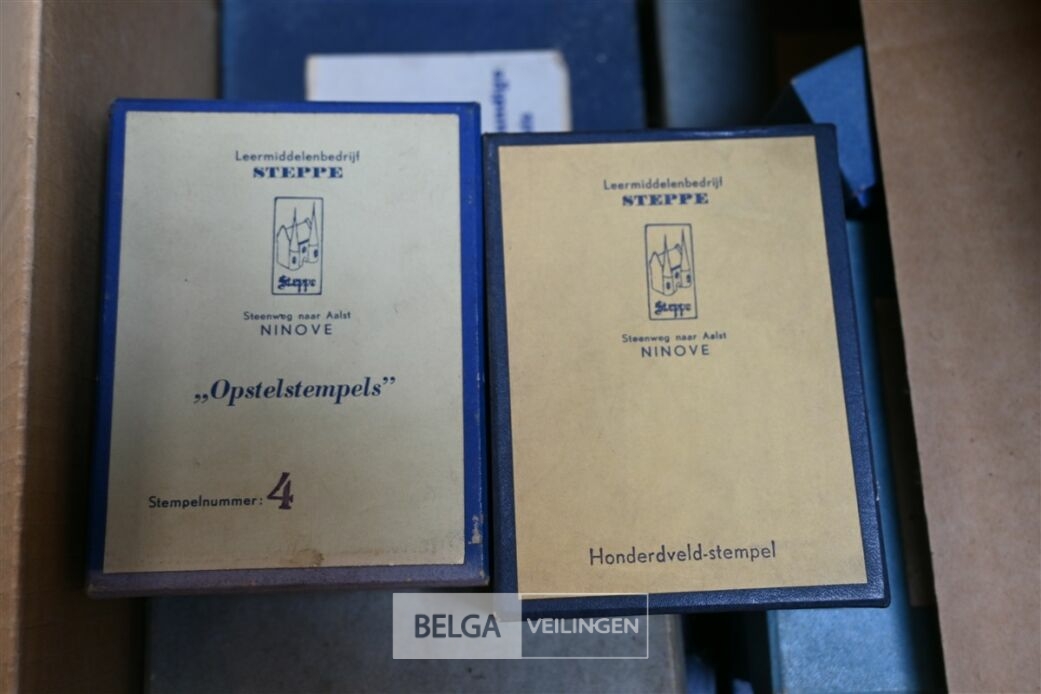 Leermiddelenbedrijf
STEPPE
Steppe
Steenweg naar Aalst
NINOVE
„Opstelstempels”
Stempelnummer: 4
Leermiddelenbedrijf
STEPPE
Steppe
Steenweg naar Aalst
NINOVE
Honderdveld-stempel
BELGA VEILINGEN